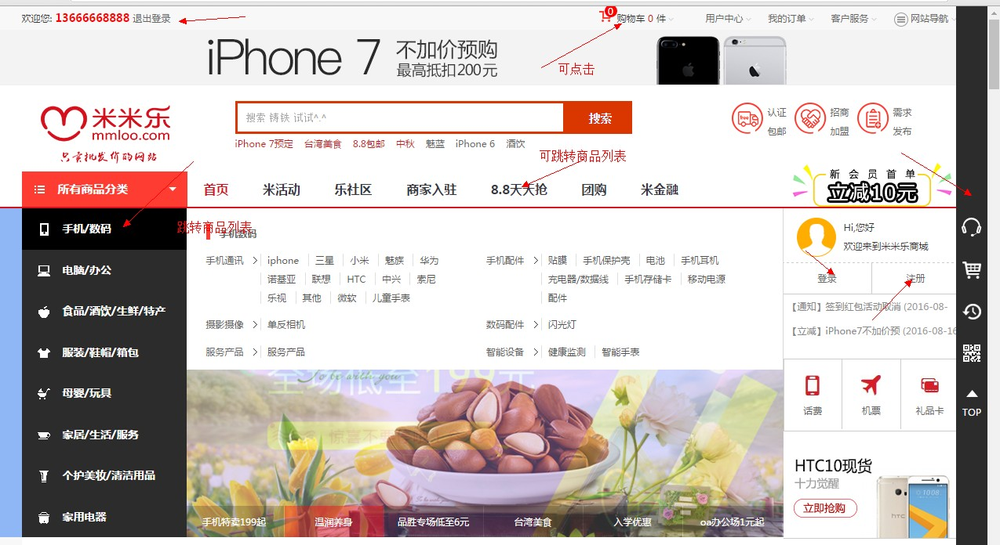 欢迎您: 13666668888 退出登录
0
购物车 0 件
用户中心
我的订单
客户服务
网站导航
iPhone 7
不加价预购
最高抵扣200元
可点击
米米乐
mmloo.com
只卖批发价的网站
搜索 铸铁 试试^.^
搜索
iPhone 7预定 台湾美食 8.8包邮 中秋 魅蓝 iPhone 6 酒饮
free
认证
包邮
招商
加盟
需求
发布
可跳转商品列表
所有商品分类
首页 米活动 乐社区 商家入驻 8.8天天抢 团购 米金融
新会员首单
立减10元
手机/数码
电脑/办公
食品/酒饮/生鲜/特产
服装/鞋帽/箱包
母婴/玩具
家居/生活/服务
个护美妆/清洁用品
家用电器
跳转商品列表
手机数码
手机通讯 iphone 三星 小米 魅族 华为
诺基亚 联想 HTC 中兴 索尼
乐视 其他 微软 儿童手表
摄影摄像 单反相机
服务产品 服务产品
手机配件 贴膜 手机保护壳 电池 手机耳机
充电器/数据线 手机存储卡 移动电源
配件
数码配件 闪光灯
智能设备 健康监测 智能手表
Hi,您好
欢迎来到米米乐商城
登录 注册
【通知】签到红包活动取消 (2016-08-
【立减】iPhone7不加价预 (2016-08-16
话费 机票 礼品卡
TOP
全场低至199元
To be with you
惊喜不
手机特卖199起 温润养身 品胜专场低至6元 台湾美食 入学优惠 oa办公场1元起
HTC10现货
十力觉醒
立即抢购
10:08
htc